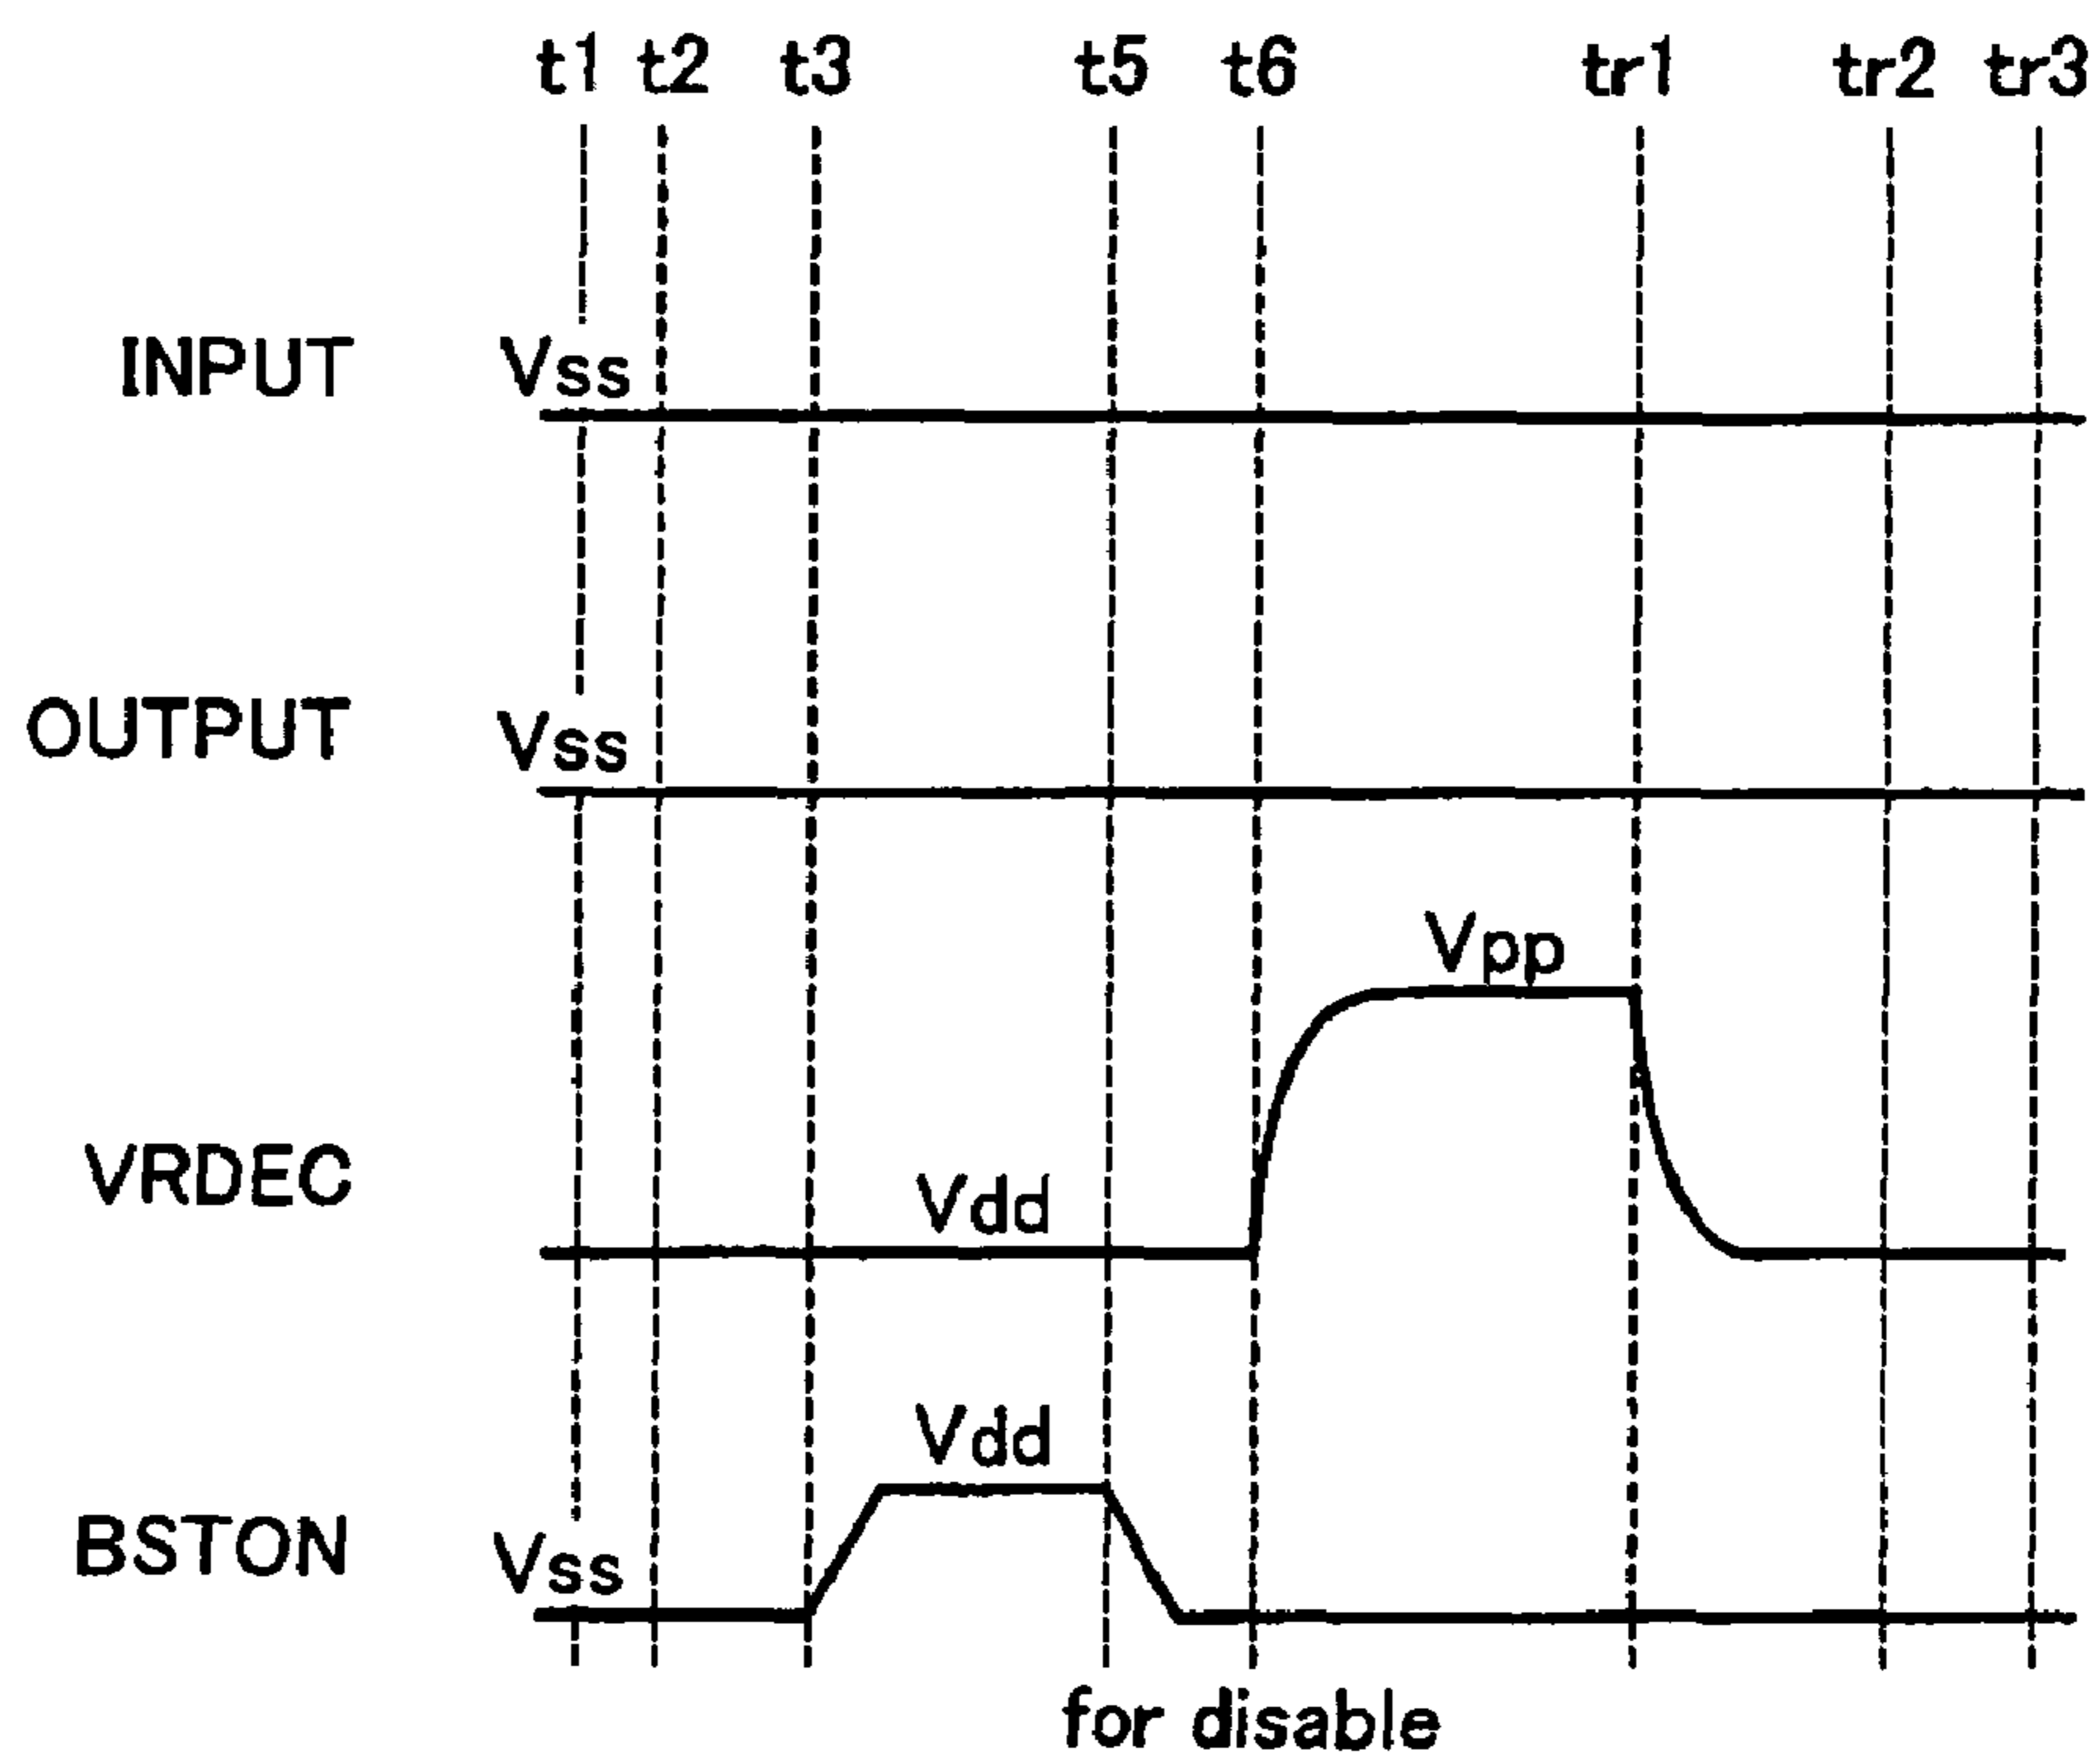 t1 t2 t3 t5 t6 tr1 tr2 tr3
INPUT Vss
OUTPUT Vss
Vpp
VRDEC Vdd
Vdd
BSTON Vss
for disable